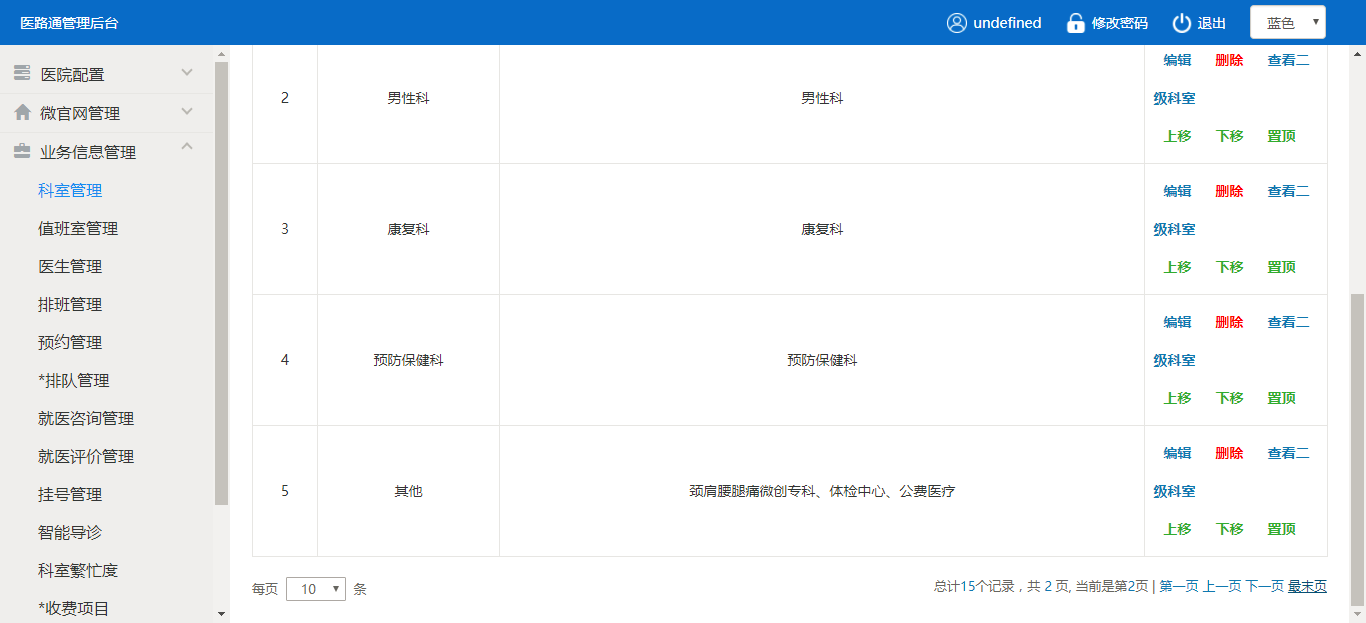 医路通管理后台
undefined
修改密码
退出
蓝色
医院配置
微官网管理
业务信息管理
科室管理
值班室管理
医生管理
排班管理
预约管理
*排队管理
就医咨询管理
就医评价管理
挂号管理
智能导诊
科室繁忙度
*收费项目
2 男性科 男性科
编辑 删除 查看二
级科室
上移 下移 置顶
3 康复科 康复科
编辑 删除 查看二
级科室
上移 下移 置顶
4 预防保健科 预防保健科
编辑 删除 查看二
级科室
上移 下移 置顶
5 其他 颈肩腰腿痛微创专科、体检中心、公费医疗
编辑 删除 查看二
级科室
上移 下移 置顶
每页 10 条
总计15个记录，共 2 页, 当前是第2页 | 第一页 上一页 下一页 最末页